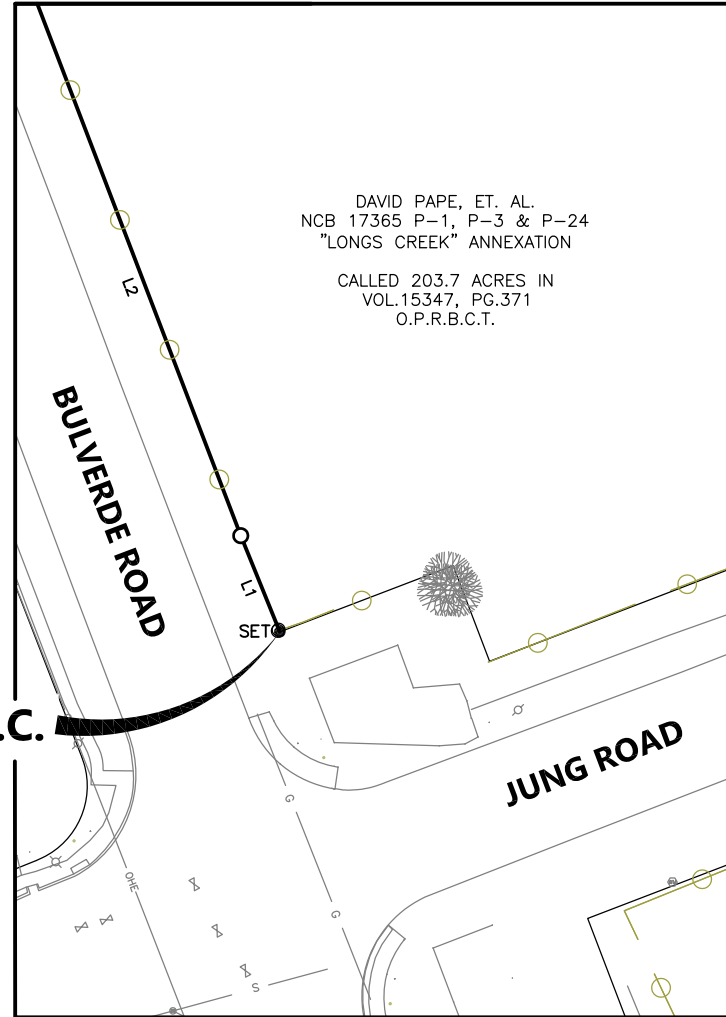 DAVID PAPE, ET. AL.
NCB 17365 P-1, P-3 & P-24
"LONGS CREEK" ANNEXATION
CALLED 203.7 ACRES IN
VOL.15347, PG.371
O.P.R.B.C.T.
L2
BULVERDE ROAD
L1
SET
.C.
JUNG ROAD
G
OHE
G
S